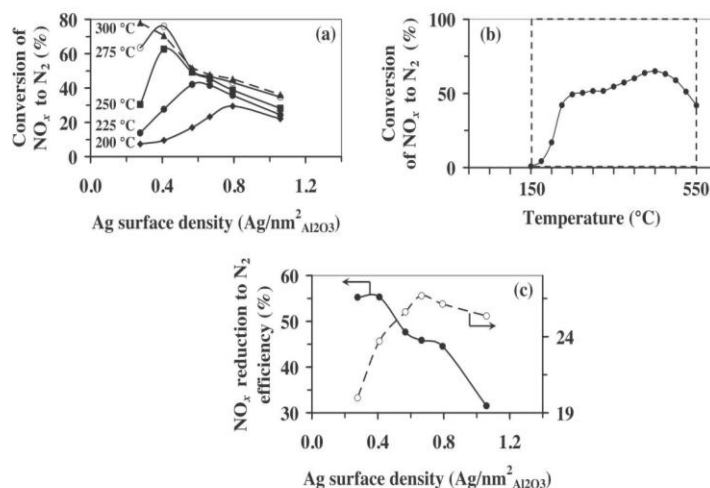 (a)
Conversion of
NOx to N2 (%)
80
60
40
20
0
300 °C
275 °C
250 °C
225 °C
200 °C
0.0 0.4 0.8 1.2
Ag surface density (Ag/nm2Al2O3)
(b)
Conversion
of NOx to N2 (%)
100
50
0
150 550
Temperature (°C)
(c)
NOx reduction to N2
efficiency (%)
60
50
40
30
24
19
0.0 0.4 0.8 1.2
Ag surface density (Ag/nm2Al2O3)